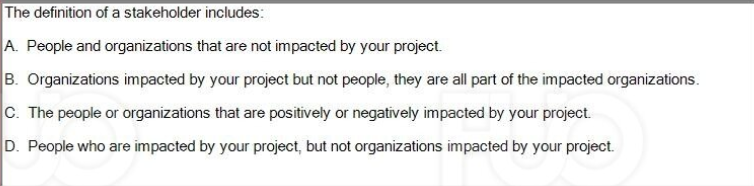 The definition of a stakeholder includes:
A. People and organizations that are not impacted by your project.
B. Organizations impacted by your project but not people, they are all part of the impacted organizations.
C. The people or organizations that are positively or negatively impacted by your project.
D. People who are impacted by your project, but not organizations impacted by your project.